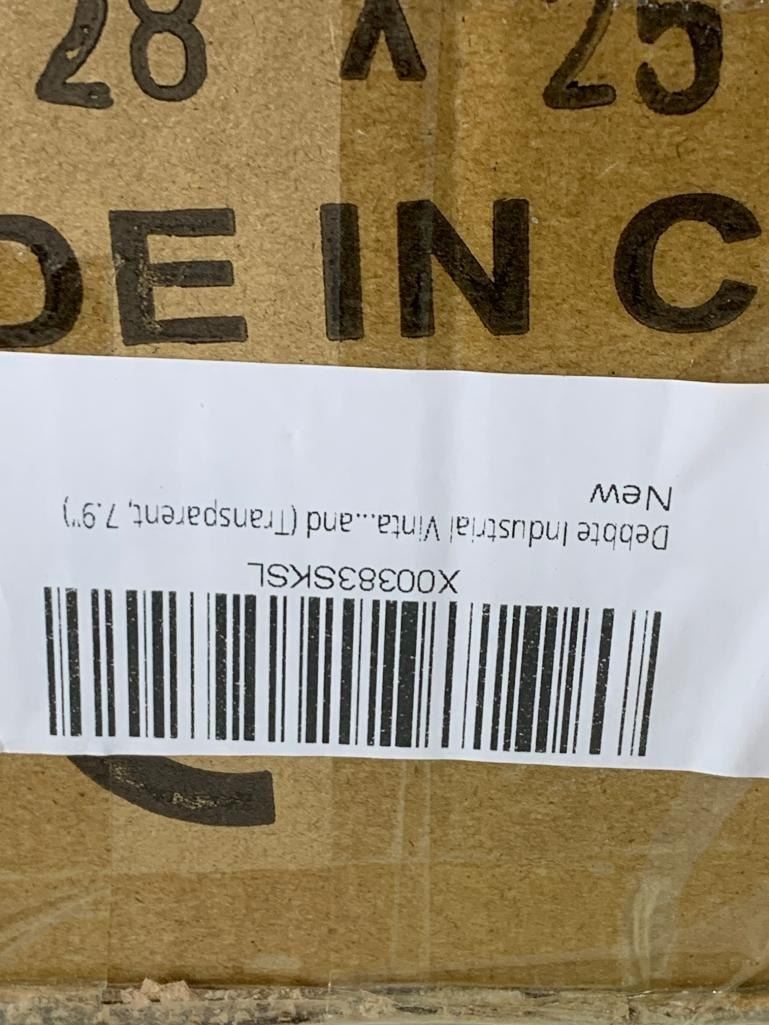 28 X 25
DE IN C
X00383SKSL
Debbte Industrial Vinta...and (Transparent, 7.9")
New